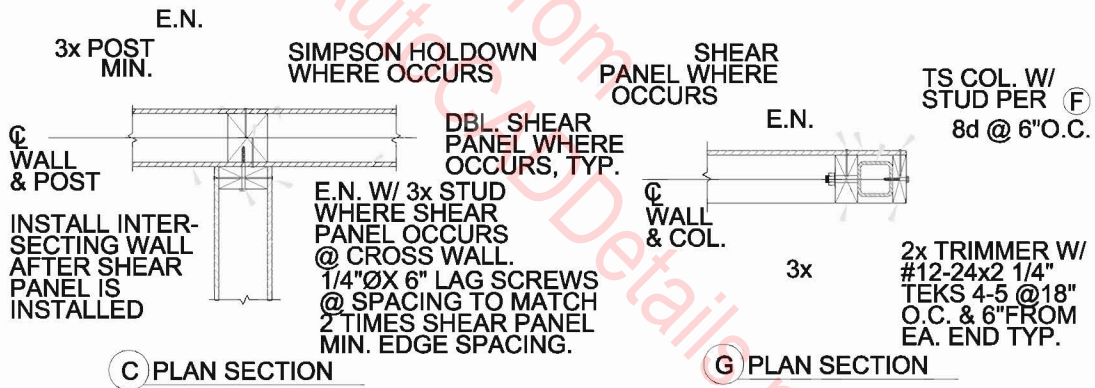 E.N.
3x POST
MIN.
SIMPSON HOLDOWN
WHERE OCCURS
℄
WALL
& POST
DBL. SHEAR
PANEL WHERE
OCCURS, TYP.
INSTALL INTER-
SECTING WALL
AFTER SHEAR
PANEL IS
INSTALLED
E.N. W/ 3x STUD
WHERE SHEAR
PANEL OCCURS
@ CROSS WALL.
1/4"ØX 6" LAG SCREWS
@ SPACING TO MATCH
2 TIMES SHEAR PANEL
MIN. EDGE SPACING.
C PLAN SECTION
SHEAR
PANEL WHERE
OCCURS
E.N.
TS COL. W/
STUD PER F
8d @ 6"O.C.
℄
WALL
& COL.
3x
2x TRIMMER W/
#12-24x2 1/4"
TEKS 4-5 @18"
O.C. & 6"FROM
EA. END TYP.
G PLAN SECTION
from
AutoCADDetails